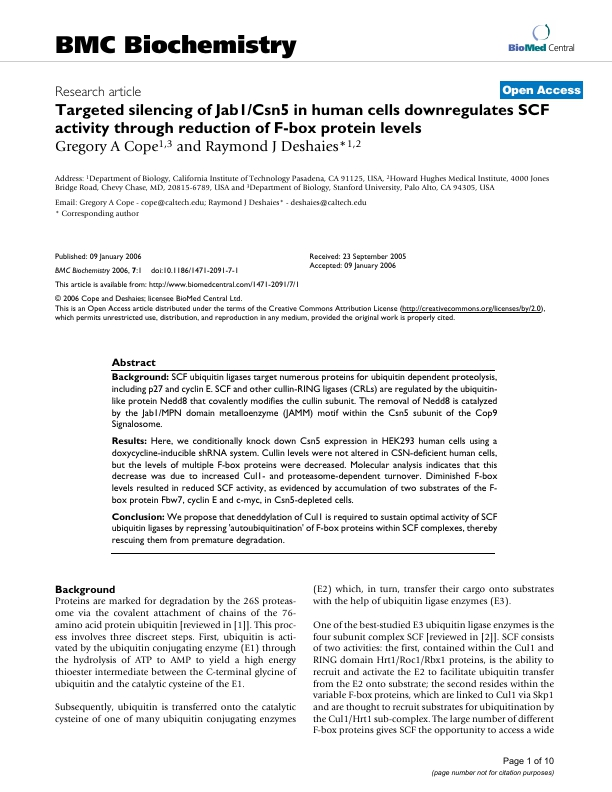 BMC Biochemistry
BioMed Central
Open Access
Research article
Targeted silencing of Jab1/Csn5 in human cells downregulates SCF
activity through reduction of F-box protein levels
Gregory A Cope1,3 and Raymond J Deshaies*1,2
Address: 1Department of Biology, California Institute of Technology Pasadena, CA 91125, USA, 2Howard Hughes Medical Institute, 4000 Jones
Bridge Road, Chevy Chase, MD, 20815-6789, USA and 3Department of Biology, Stanford University, Palo Alto, CA 94305, USA
Email: Gregory A Cope - cope@caltech.edu; Raymond J Deshaies* - deshaies@caltech.edu
* Corresponding author
Published: 09 January 2006
BMC Biochemistry 2006, 7:1 doi:10.1186/1471-2091-7-1
Received: 23 September 2005
Accepted: 09 January 2006
This article is available from: http://www.biomedcentral.com/1471-2091/7/1
© 2006 Cope and Deshaies; licensee BioMed Central Ltd.
This is an Open Access article distributed under the terms of the Creative Commons Attribution License (http://creativecommons.org/licenses/by/2.0),
which permits unrestricted use, distribution, and reproduction in any medium, provided the original work is properly cited.
Abstract
Background: SCF ubiquitin ligases target numerous proteins for ubiquitin dependent proteolysis,
including p27 and cyclin E. SCF and other cullin-RING ligases (CRLs) are regulated by the ubiquitin-
like protein Nedd8 that covalently modifies the cullin subunit. The removal of Nedd8 is catalyzed
by the Jab1/MPN domain metalloenzyme (JAMM) motif within the Csn5 subunit of the Cop9
Signalosome.
Results: Here, we conditionally knock down Csn5 expression in HEK293 human cells using a
doxycycline-inducible shRNA system. Cullin levels were not altered in CSN-deficient human cells,
but the levels of multiple F-box proteins were decreased. Molecular analysis indicates that this
decrease was due to increased Cul1- and proteasome-dependent turnover. Diminished F-box
levels resulted in reduced SCF activity, as evidenced by accumulation of two substrates of the F-
box protein Fbw7, cyclin E and c-myc, in Csn5-depleted cells.
Conclusion: We propose that deneddylation of Cul1 is required to sustain optimal activity of SCF
ubiquitin ligases by repressing 'autoubiquitination' of F-box proteins within SCF complexes, thereby
rescuing them from premature degradation.
Background
Proteins are marked for degradation by the 26S proteas-
ome via the covalent attachment of chains of the 76-
amino acid protein ubiquitin [reviewed in [1]]. This proc-
ess involves three discreet steps. First, ubiquitin is acti-
vated by the ubiquitin conjugating enzyme (E1) through
the hydrolysis of ATP to AMP to yield a high energy
thioester intermediate between the C-terminal glycine of
ubiquitin and the catalytic cysteine of the E1.
Subsequently, ubiquitin is transferred onto the catalytic
cysteine of one of many ubiquitin conjugating enzymes
(E2) which, in turn, transfer their cargo onto substrates
with the help of ubiquitin ligase enzymes (E3).
One of the best-studied E3 ubiquitin ligase enzymes is the
four subunit complex SCF [reviewed in [2]]. SCF consists
of two activities: the first, contained within the Cul1 and
RING domain Hrt1/Roc1/Rbx1 proteins, is the ability to
recruit and activate the E2 to facilitate ubiquitin transfer
from the E2 onto substrate; the second resides within the
variable F-box proteins, which are linked to Cul1 via Skp1
and are thought to recruit substrates for ubiquitination by
the Cul1/Hrt1 sub-complex. The large number of different
F-box proteins gives SCF the opportunity to access a wide
Page 1 of 10
(page number not for citation purposes)